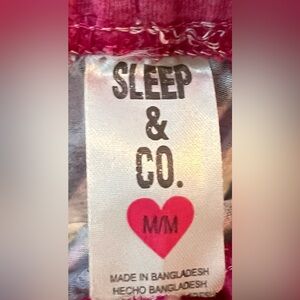 SLEEP
&
CO.
M/M
MADE IN BANGLADESH
HECHO BANGLADESH